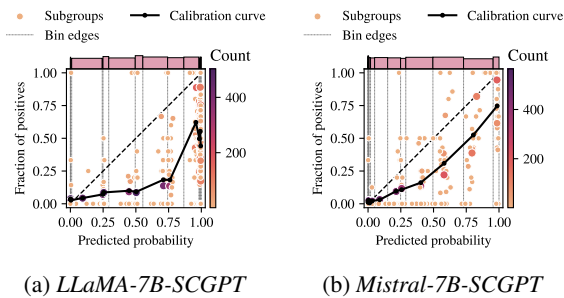 Subgroups
Calibration curve
Bin edges
Count
1.00
0.75
0.50
0.25
0.00
400
200
0.00 0.25 0.50 0.75 1.00
Fraction of positives
Predicted probability
(a) LLaMA-7B-SCGPT
Subgroups
Calibration curve
Bin edges
Count
1.00
0.75
0.50
0.25
0.00
400
200
0.00 0.25 0.50 0.75 1.00
Fraction of positives
Predicted probability
(b) Mistral-7B-SCGPT